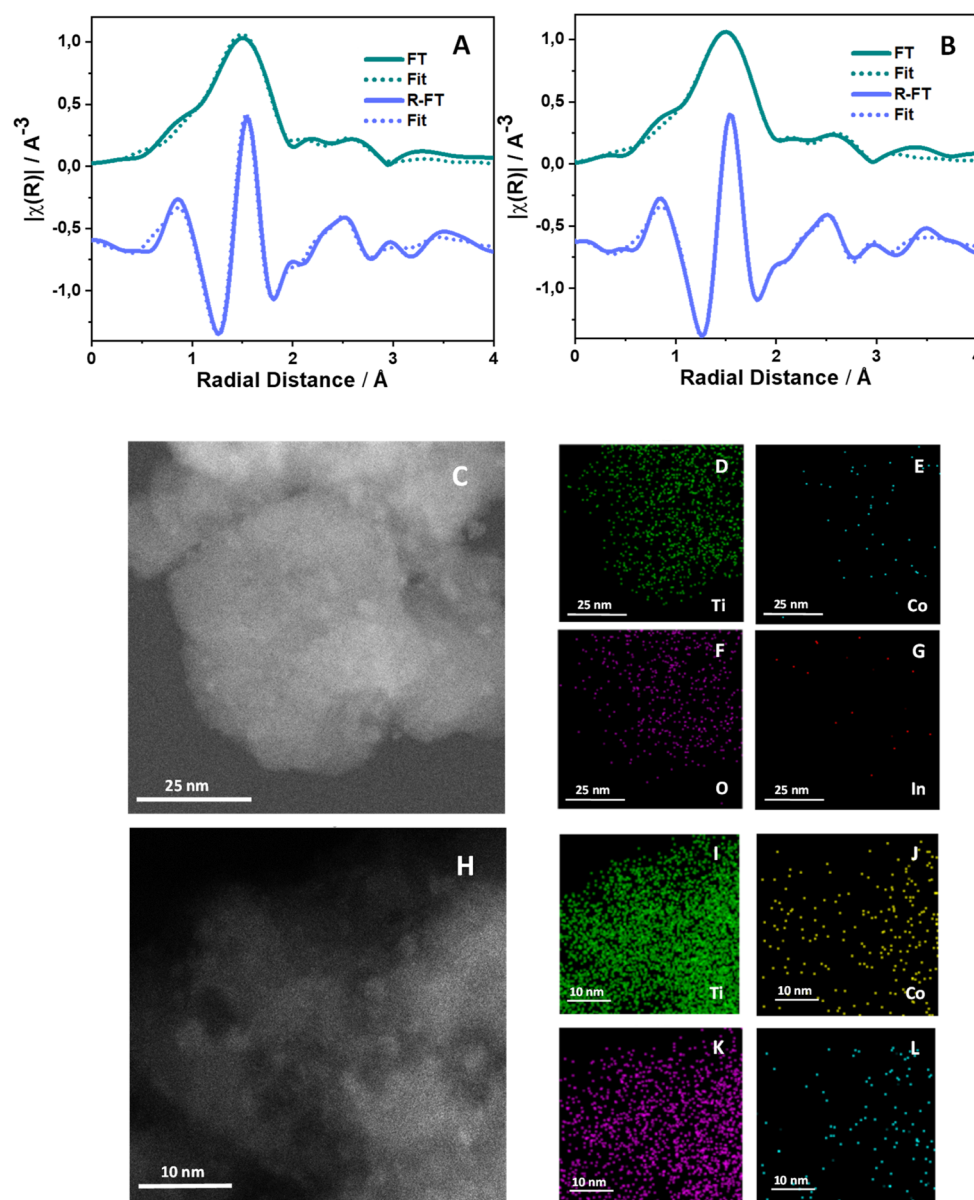 A
FT
Fit
R-FT
Fit
1,0
0,5
0,0
-0,5
-1,0
|χ(R)| / A⁻³
0 1 2 3 4
Radial Distance / Å
B
FT
Fit
R-FT
Fit
1,0
0,5
0,0
-0,5
-1,0
|χ(R)| / A⁻³
0 1 2 3 4
Radial Distance / Å
C
25 nm
D
25 nm
Ti
E
25 nm
Co
F
25 nm
O
G
25 nm
In
H
10 nm
I
10 nm
Ti
J
10 nm
Co
K
10 nm
L
10 nm